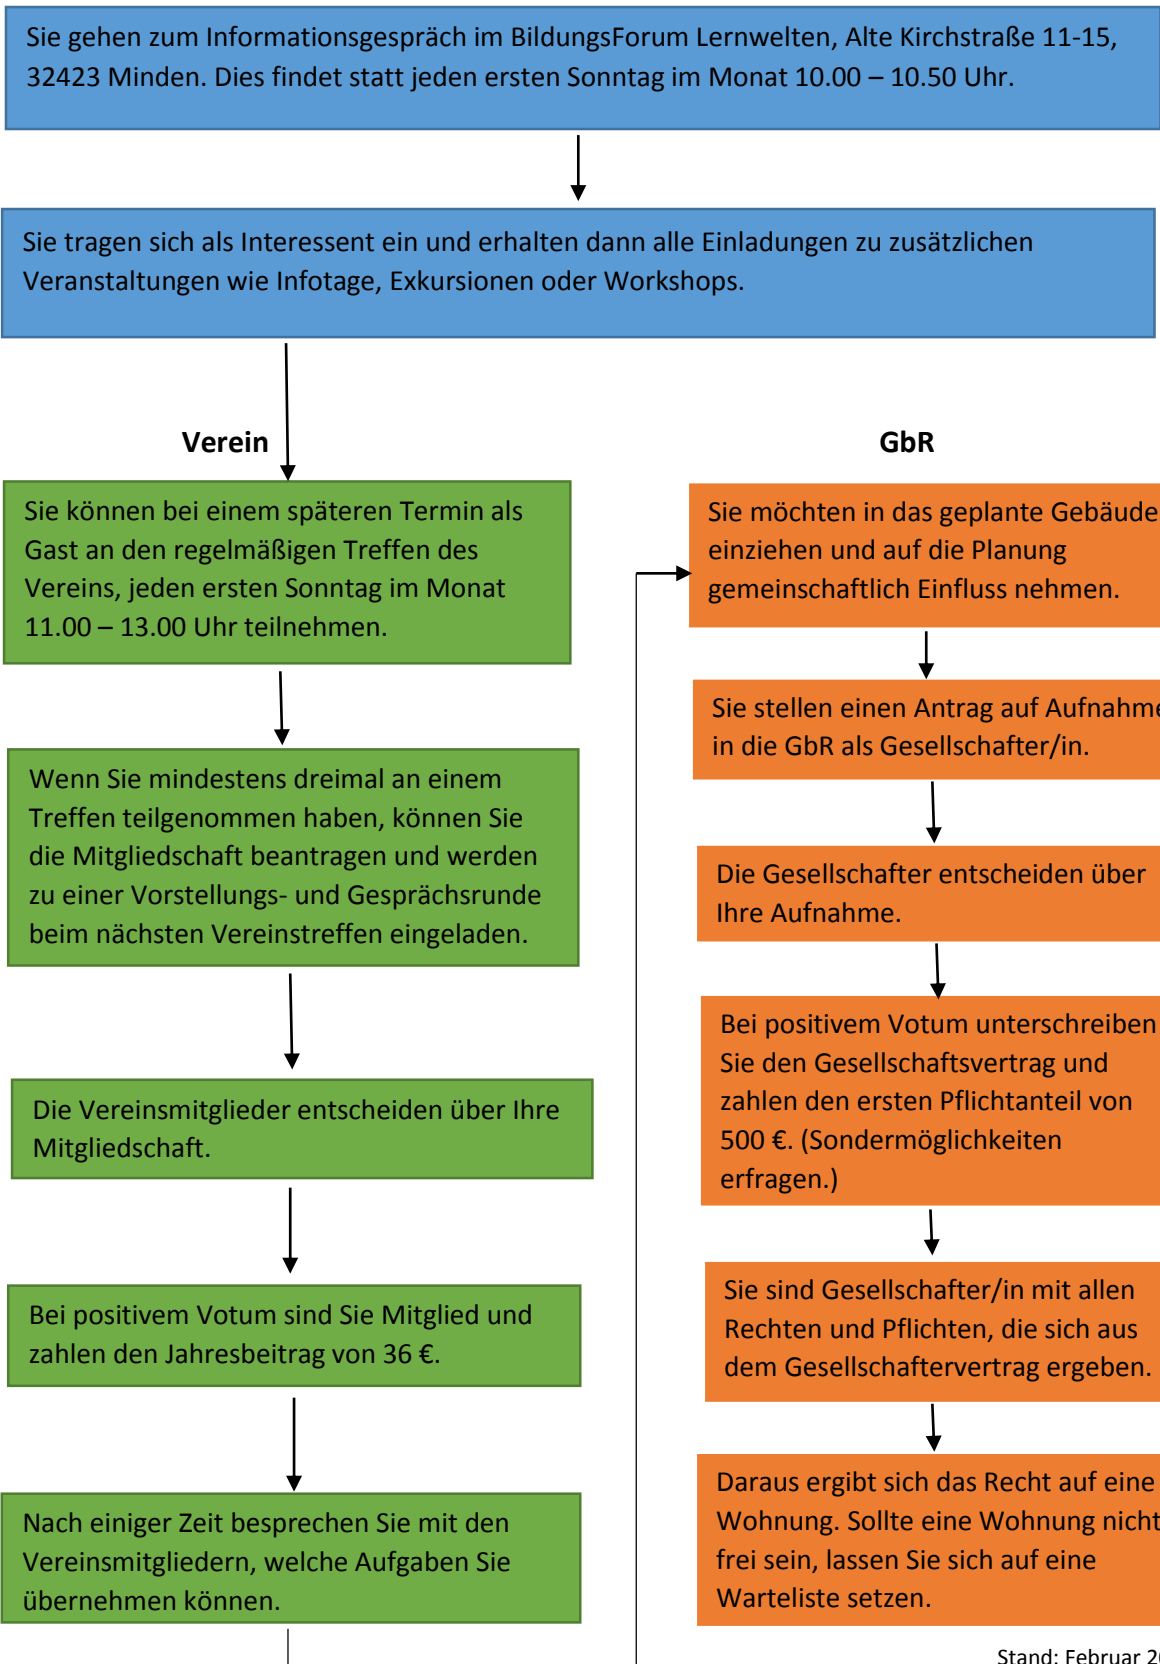 Sie gehen zum Informationsgespräch im BildungsForum Lernwelten, Alte Kirchstraße 11-15,
32423 Minden. Dies findet statt jeden ersten Sonntag im Monat 10.00 – 10.50 Uhr.
Sie tragen sich als Interessent ein und erhalten dann alle Einladungen zu zusätzlichen
Veranstaltungen wie Infotage, Exkursionen oder Workshops.
Verein
Sie können bei einem späteren Termin als
Gast an den regelmäßigen Treffen des
Vereins, jeden ersten Sonntag im Monat
11.00 – 13.00 Uhr teilnehmen.
Wenn Sie mindestens dreimal an einem
Treffen teilgenommen haben, können Sie
die Mitgliedschaft beantragen und werden
zu einer Vorstellungs- und Gesprächsrunde
beim nächsten Vereinstreffen eingeladen.
Die Vereinsmitglieder entscheiden über Ihre
Mitgliedschaft.
Bei positivem Votum sind Sie Mitglied und
zahlen den Jahresbeitrag von 36 €.
Nach einiger Zeit besprechen Sie mit den
Vereinsmitgliedern, welche Aufgaben Sie
übernehmen können.
GbR
Sie möchten in das geplante Gebäude
einziehen und auf die Planung
gemeinschaftlich Einfluss nehmen.
Sie stellen einen Antrag auf Aufnahme
in die GbR als Gesellschafter/in.
Die Gesellschafter entscheiden über
Ihre Aufnahme.
Bei positivem Votum unterschreiben
Sie den Gesellschaftsvertrag und
zahlen den ersten Pflichtanteil von
500 €. (Sondermöglichkeiten
erfragen.)
Sie sind Gesellschafter/in mit allen
Rechten und Pflichten, die sich aus
dem Gesellschaftervertrag ergeben.
Daraus ergibt sich das Recht auf eine
Wohnung. Sollte eine Wohnung nicht
frei sein, lassen Sie sich auf eine
Warteliste setzen.
Stand: Februar